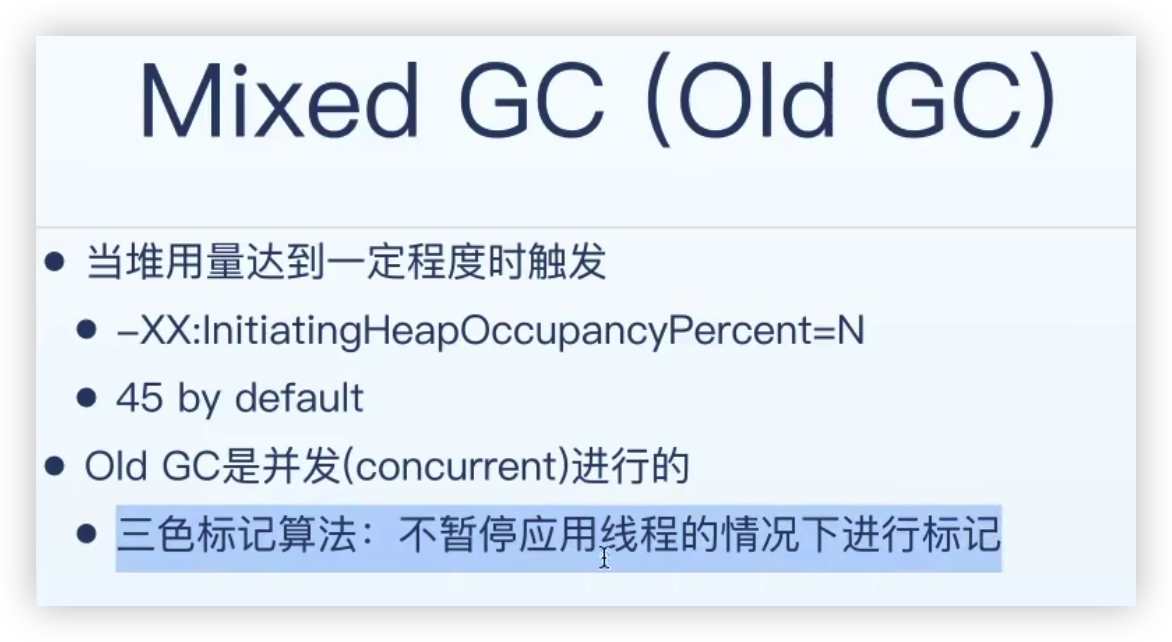 Mixed GC (Old GC)
当堆用量达到一定程度时触发
-XX:InitiatingHeapOccupancyPercent=N
45 by default
Old GC是并发(concurrent)进行的
三色标记算法：不暂停应用线程的情况下进行标记